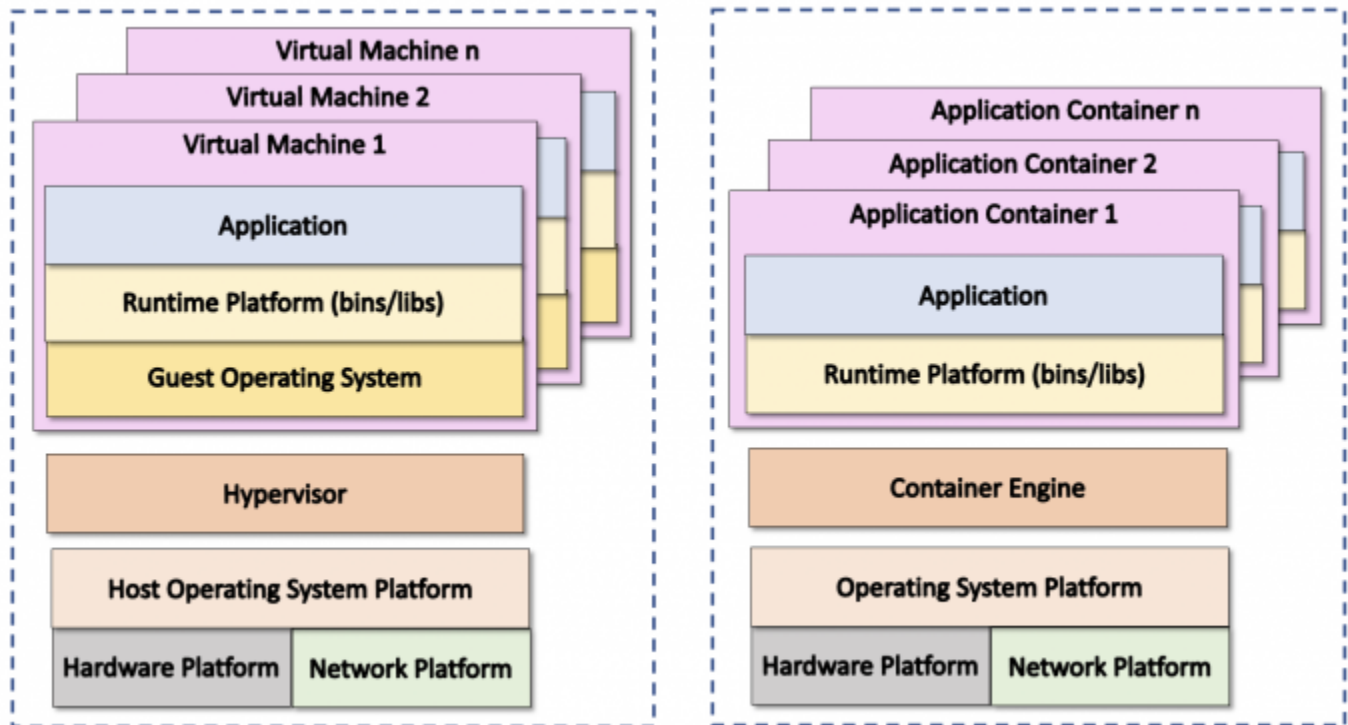 Virtual Machine n
Virtual Machine 2
Virtual Machine 1
Application
Runtime Platform (bins/libs)
Guest Operating System
Hypervisor
Host Operating System Platform
Hardware Platform
Network Platform
Application Container n
Application Container 2
Application Container 1
Application
Runtime Platform (bins/libs)
Container Engine
Operating System Platform
Hardware Platform
Network Platform